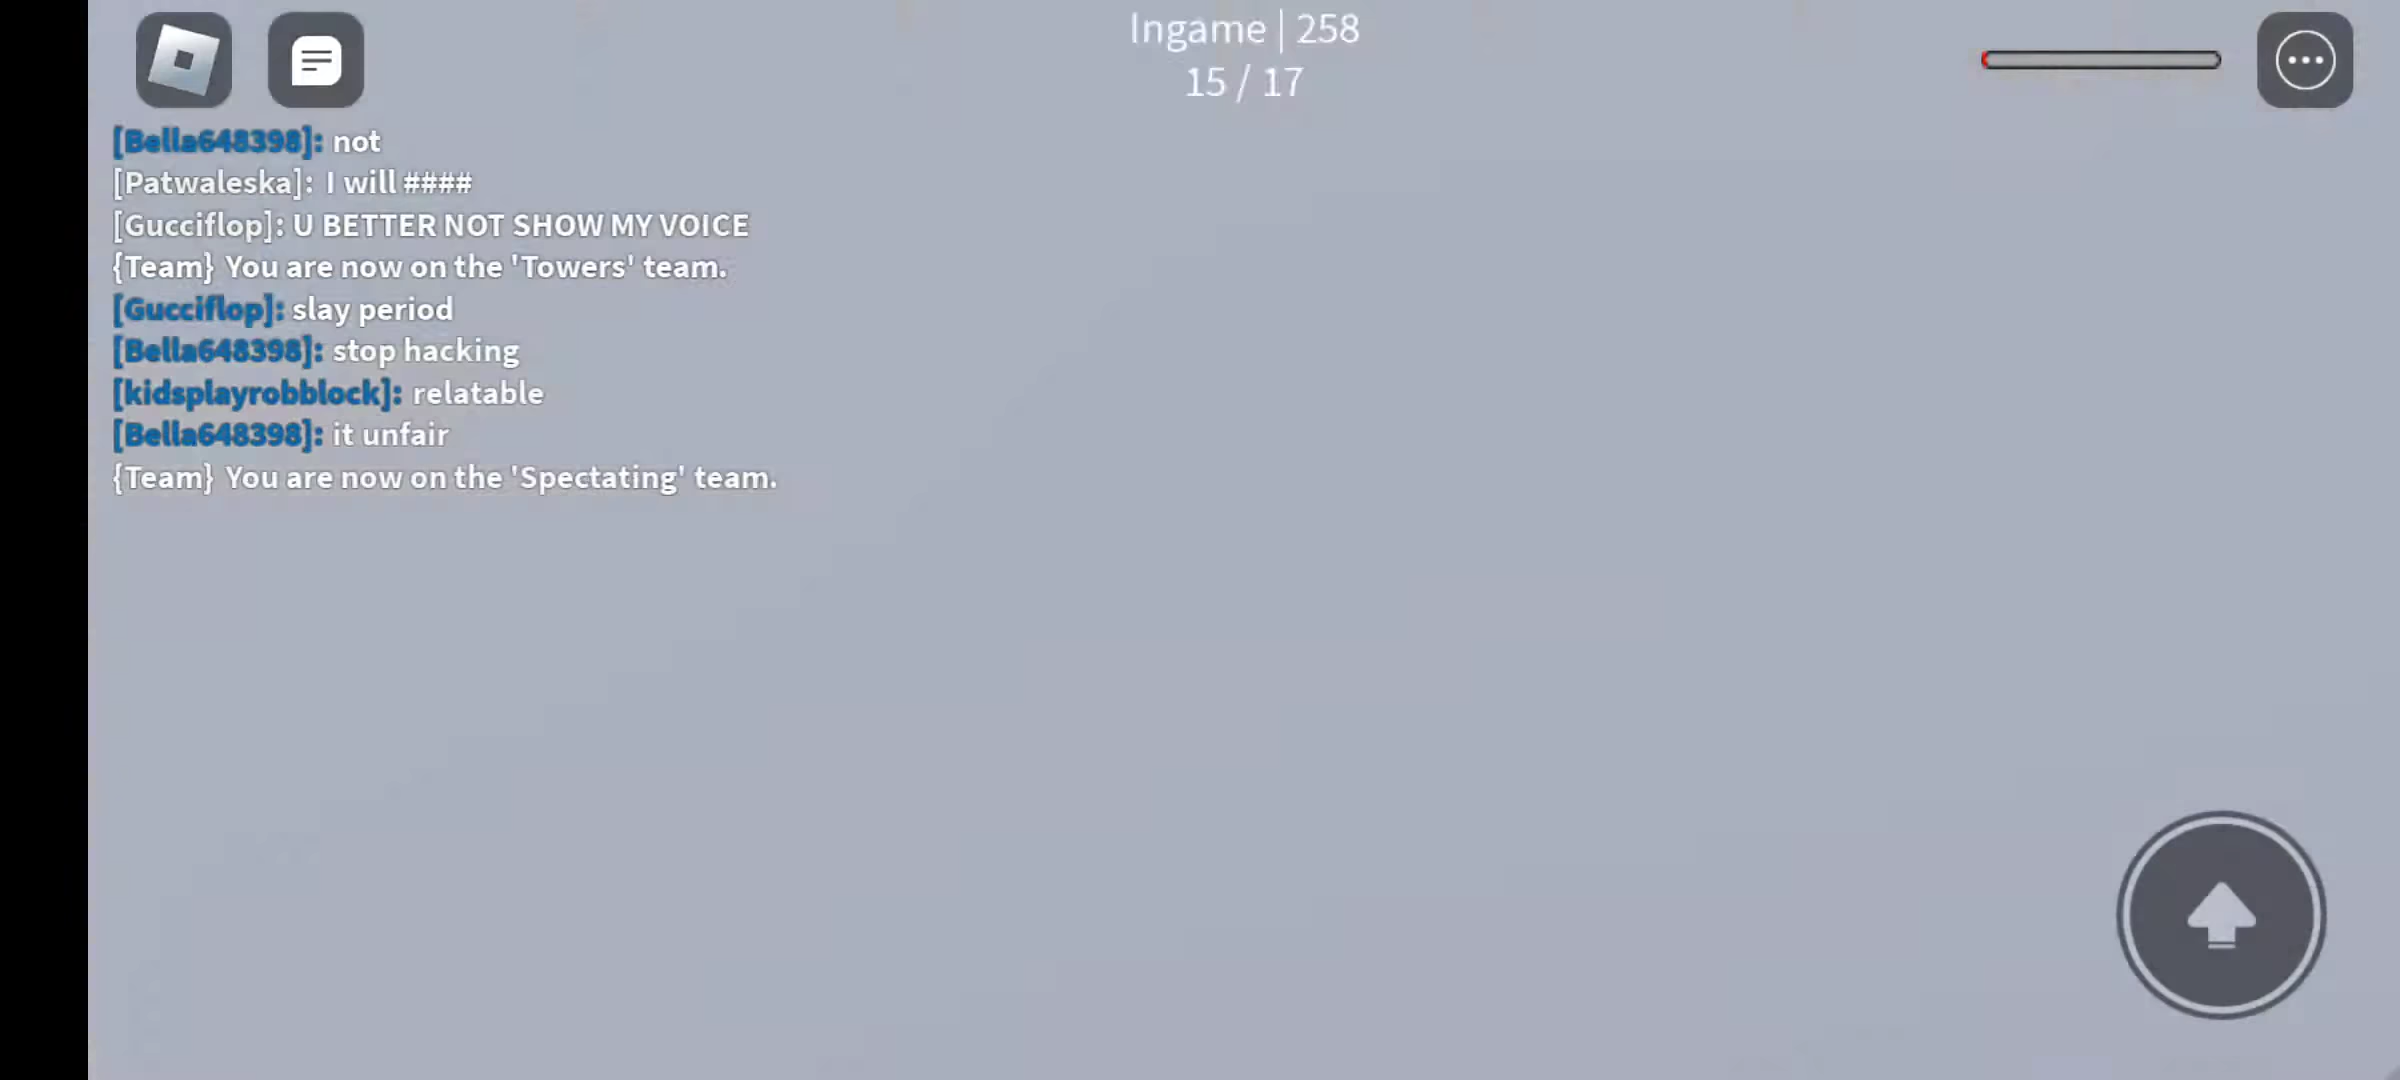 Ingame | 258
15 / 17
[Bella648398]: not
[Patwaleska]: I will ####
[Gucciflop]: U BETTER NOT SHOW MY VOICE
{Team} You are now on the 'Towers' team.
[Gucciflop]: slay period
[Bella648398]: stop hacking
[kidsplayrobblock]: relatable
[Bella648398]: it unfair
{Team} You are now on the 'Spectating' team.